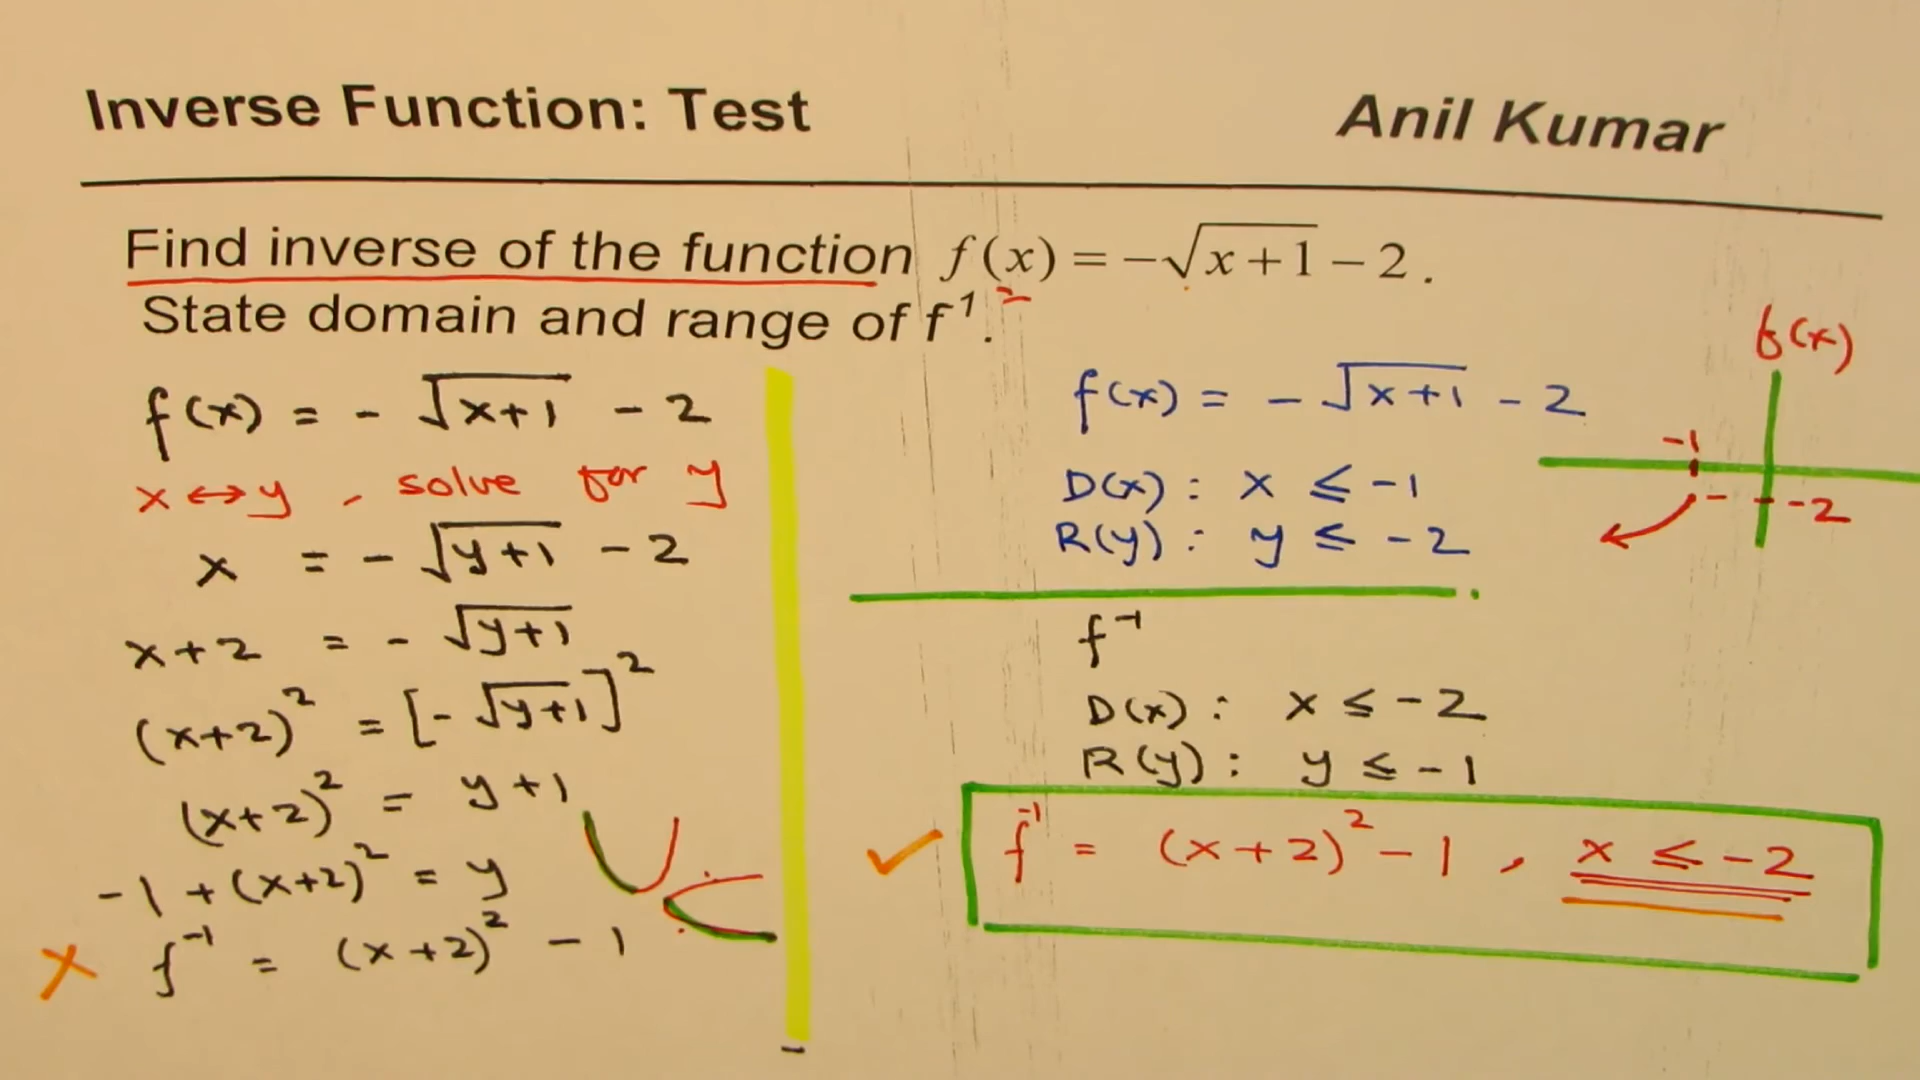 Inverse Function: Test
Anil Kumar
Find inverse of the function f(x) = -√(x+1) - 2.
State domain and range of f⁻¹.
f(x) = - √(x+1) - 2
x ↔ y , solve for y
x = - √(y+1) - 2
x+2 = - √(y+1)
(x+2)² = [- √(y+1)]²
(x+2)² = y+1
-1 + (x+2)² = y
✗ f⁻¹ = (x+2)² - 1
f(x) = - √(x+1) - 2
D(x) : x ≤ -1
R(y) : y ≤ -2
f(x)
-1
-2
f⁻¹
D(x) : x ≤ -2
R(y) : y ≤ -1
✓ f⁻¹ = (x+2)² - 1 , x ≤ -2